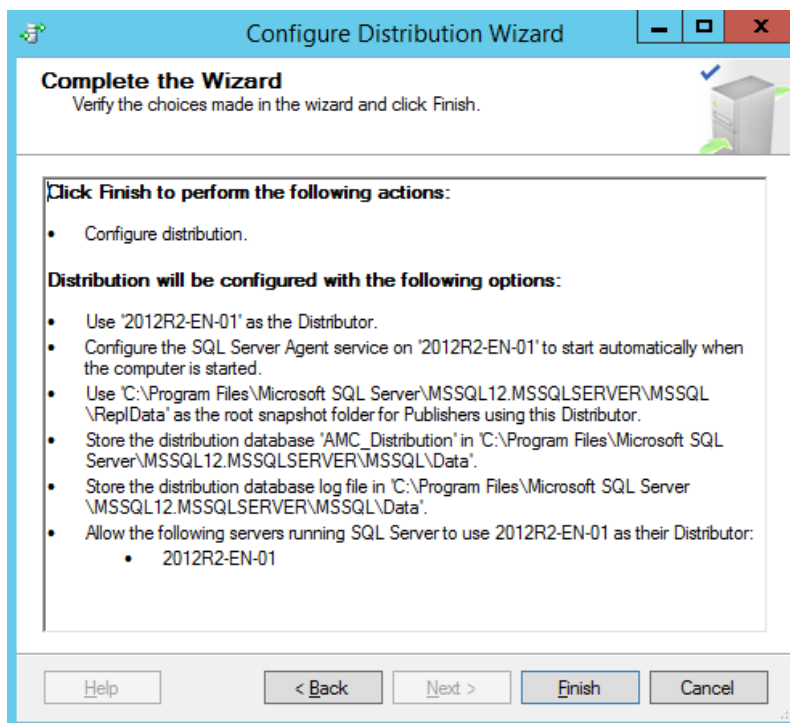 Configure Distribution Wizard
Complete the Wizard
Verify the choices made in the wizard and click Finish.
Click Finish to perform the following actions:
• Configure distribution.
Distribution will be configured with the following options:
• Use '2012R2-EN-01' as the Distributor.
• Configure the SQL Server Agent service on '2012R2-EN-01' to start automatically when
the computer is started.
• Use 'C:\Program Files\Microsoft SQL Server\MSSQL12.MSSQLSERVER\MSSQL
\ReplData' as the root snapshot folder for Publishers using this Distributor.
• Store the distribution database 'AMC_Distribution' in 'C:\Program Files\Microsoft SQL
Server\MSSQL12.MSSQLSERVER\MSSQL\Data'.
• Store the distribution database log file in 'C:\Program Files\Microsoft SQL Server
\MSSQL12.MSSQLSERVER\MSSQL\Data'.
• Allow the following servers running SQL Server to use 2012R2-EN-01 as their Distributor:
• 2012R2-EN-01
Help < Back Next > Finish Cancel